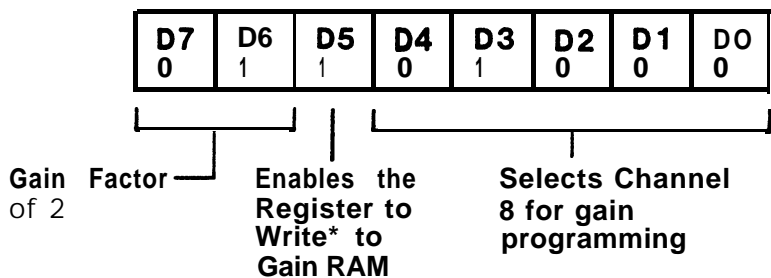 D7 D6 D5 D4 D3 D2 D1 DO
0 1 1 0 1 0 0 0
Gain Factor
of 2
Enables the
Register to
Write* to
Gain RAM
Selects Channel
8 for gain
programming